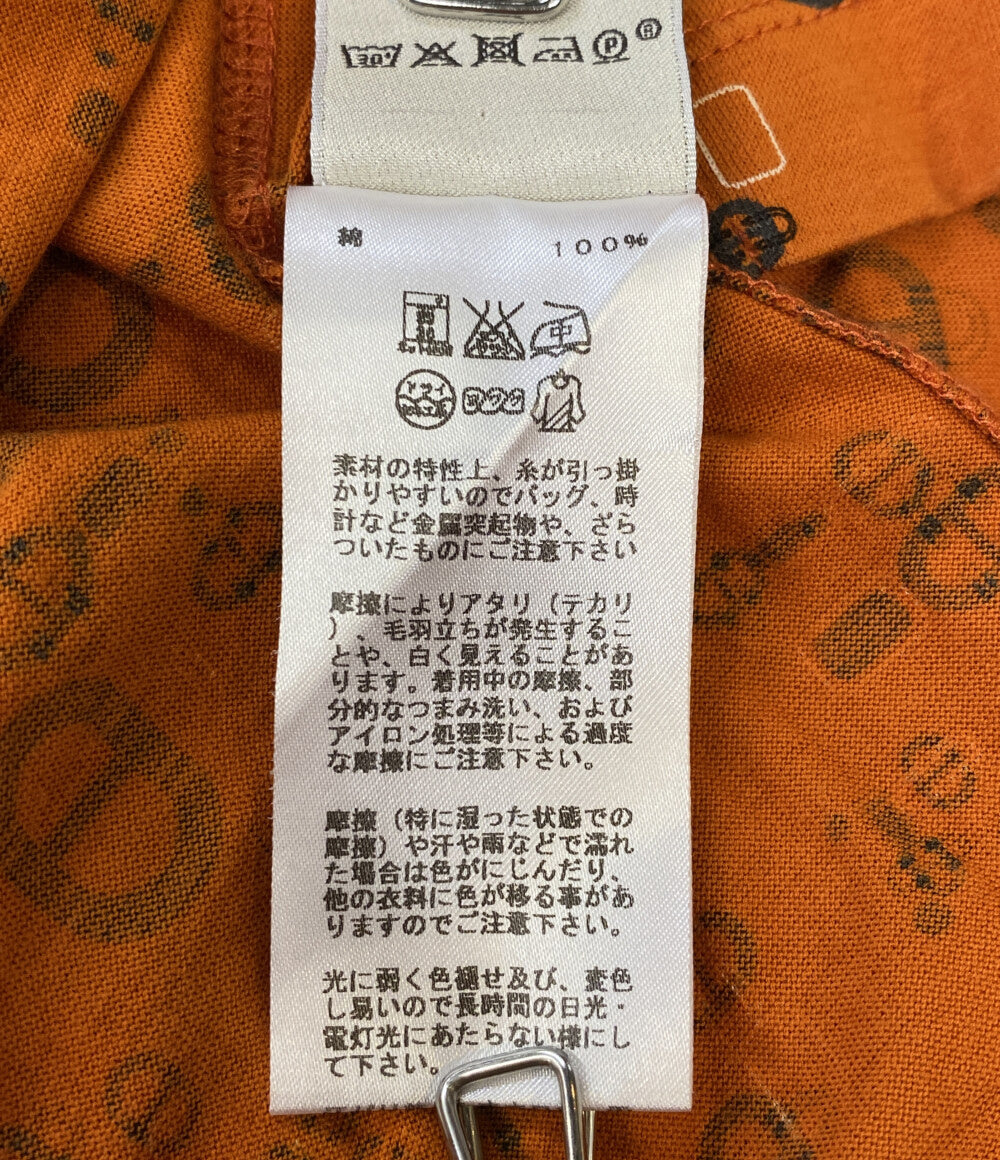 P
®
綿 100%
中
ドライ
ヨワク
素材の特性上、糸が引っ掛
かりやすいのでバッグ、時
計など金属突起物や、ざら
ついたものにご注意下さい
摩擦によりアタリ（テカリ
）、毛羽立ちが発生するこ
とや、白く見えることがあ
ります。着用中の摩擦、部
分的なつまみ洗い、および
アイロン処理等による過度
な摩擦にご注意下さい。
摩擦（特に湿った状態での
摩擦）や汗や雨などで濡れ
た場合は色がにじんだり、
他の衣料に色が移る事があ
りますのでご注意下さい。
光に弱く色褪せ及び、変色
し易いので長時間の日光・
電灯光にあたらない様にし
て下さい。